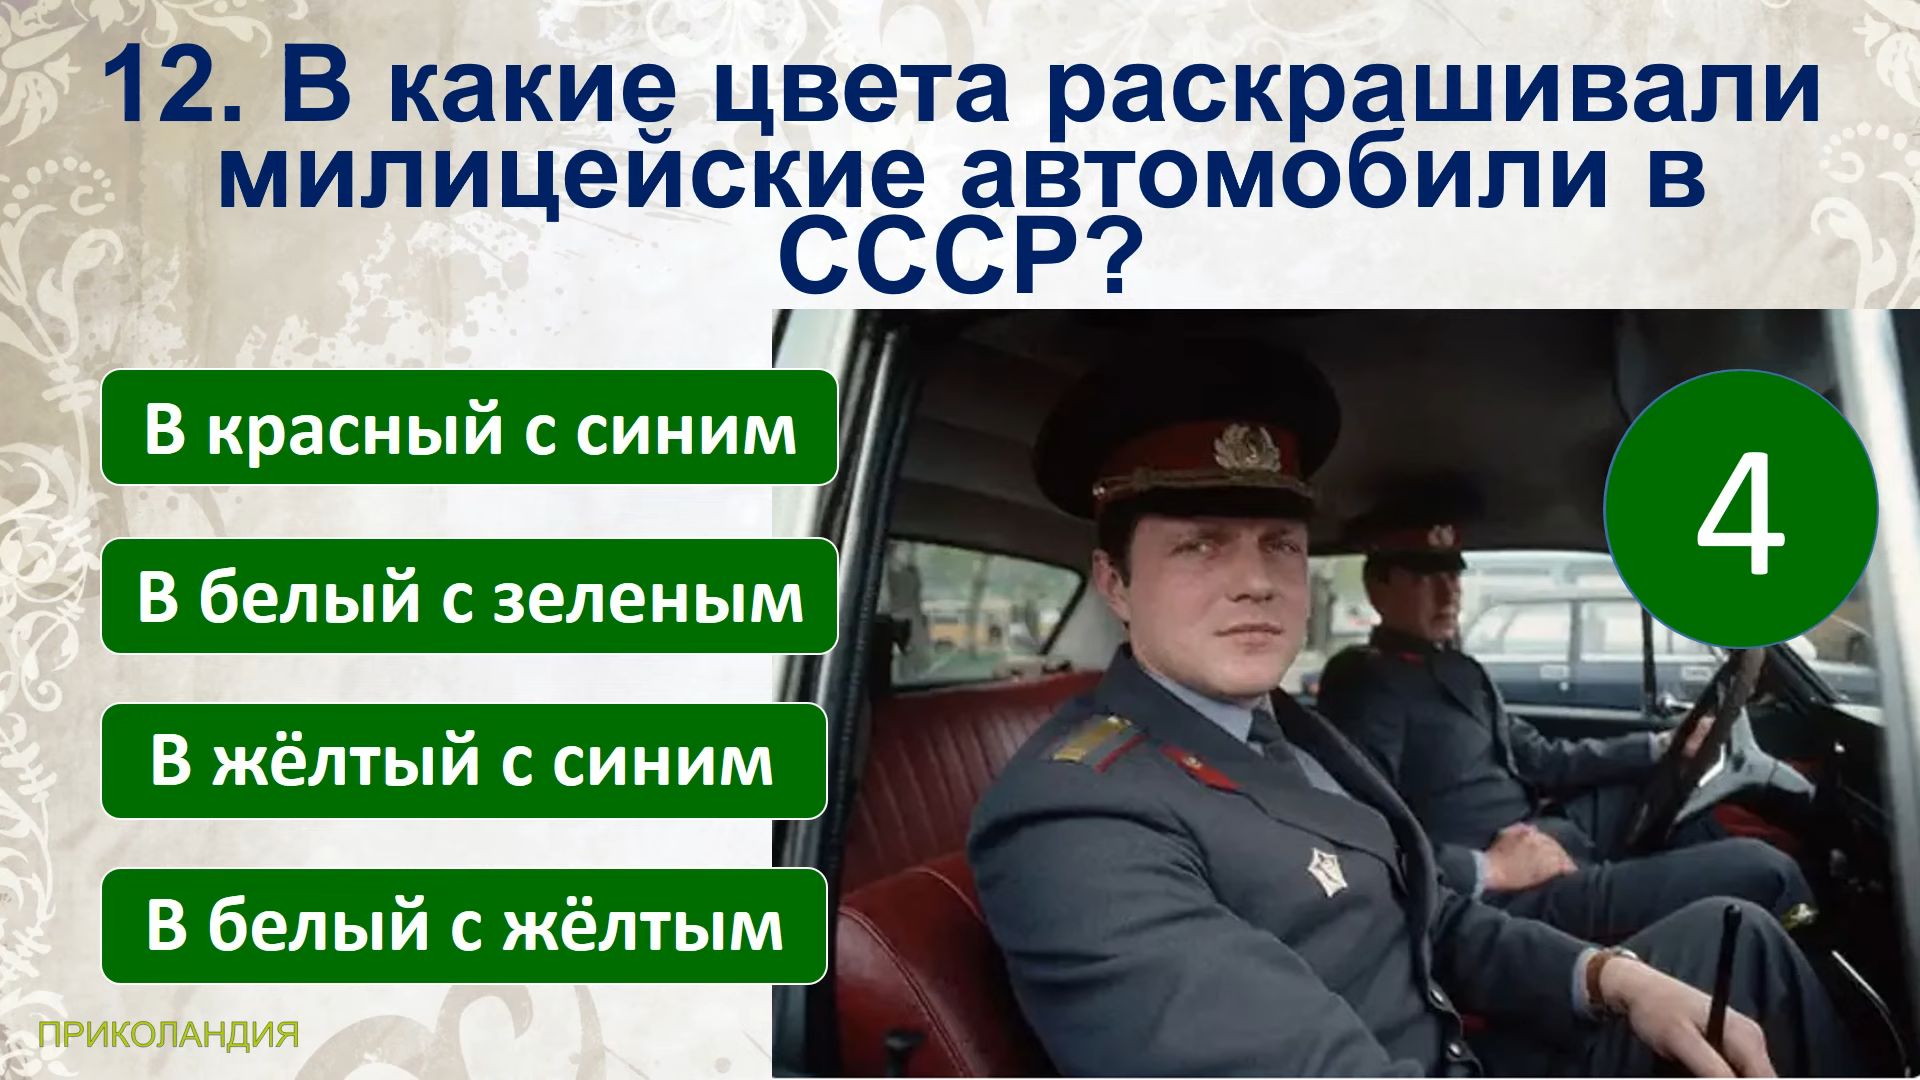 12. В какие цвета раскрашивали
милицейские автомобили в
СССР?
В красный с синим
4
В белый с зеленым
В жёлтый с синим
В белый с жёлтым
ПРИКОЛАНДИЯ